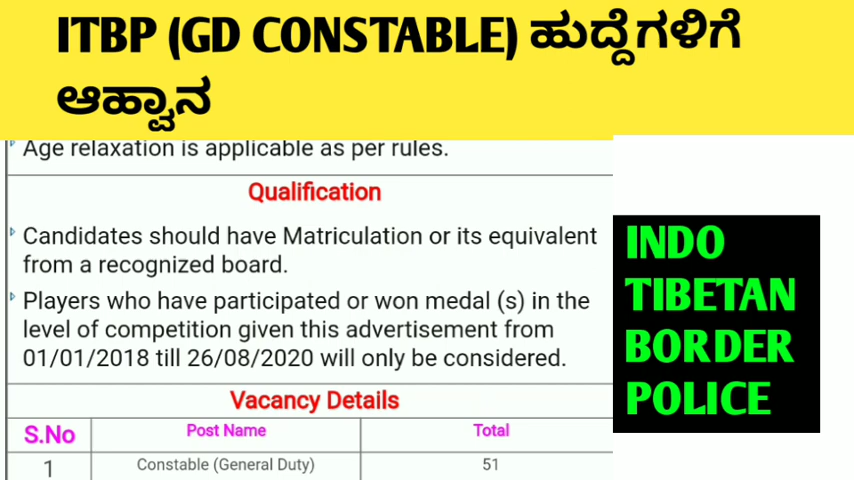 ITBP (GD CONSTABLE) ಹುದ್ದೆಗಳಿಗೆ
ಆಹ್ವಾನ
Age relaxation is applicable as per rules.
Qualification
Candidates should have Matriculation or its equivalent
from a recognized board.
Players who have participated or won medal (s) in the
level of competition given this advertisement from
01/01/2018 till 26/08/2020 will only be considered.
Vacancy Details
S.No Post Name Total
1 Constable (General Duty) 51
INDO
TIBETAN
BORDER
POLICE